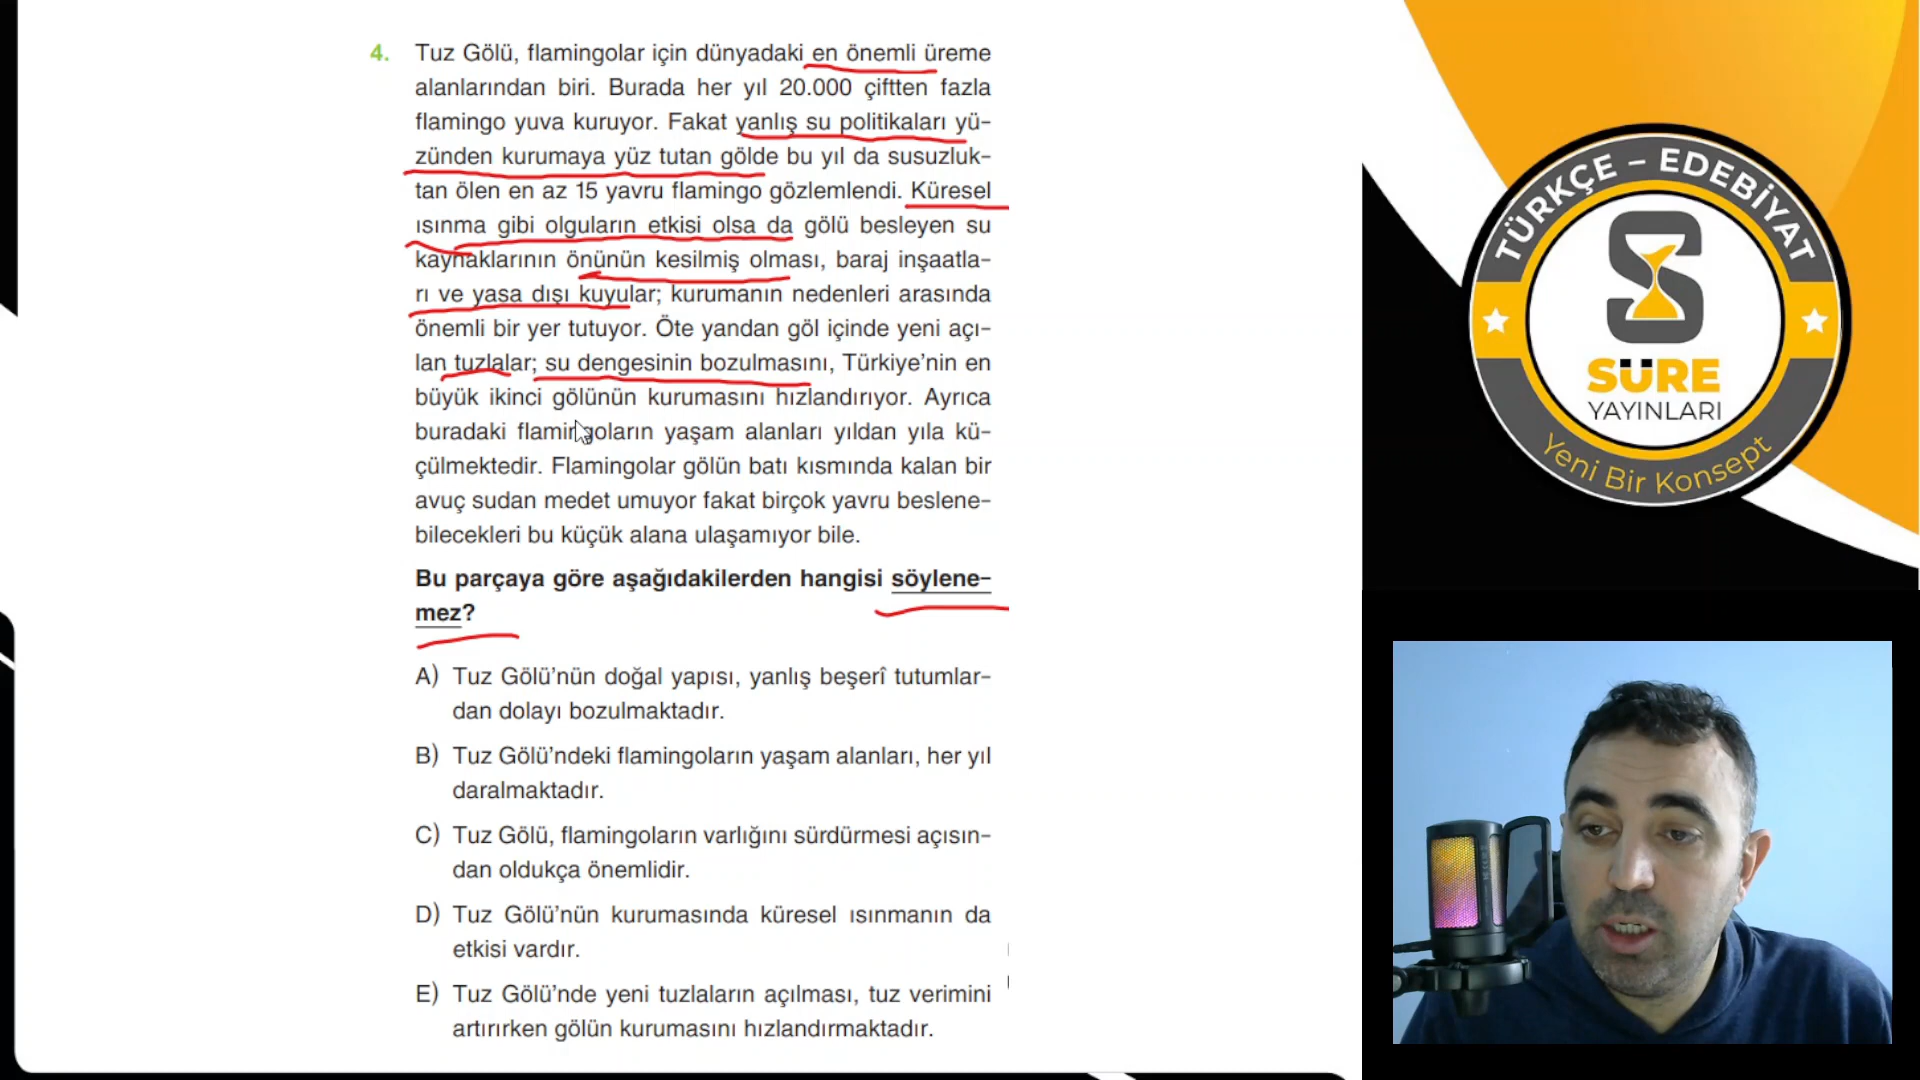 4. Tuz Gölü, flamingolar için dünyadaki en önemli üreme
alanlarından biri. Burada her yıl 20.000 çiftten fazla
flamingo yuva kuruyor. Fakat yanlış su politikaları yü-
zünden kurumaya yüz tutan gölde bu yıl da susuzluk-
tan ölen en az 15 yavru flamingo gözlemlendi. Küresel
ısınma gibi olguların etkisi olsa da gölü besleyen su
kaynaklarının önünün kesilmiş olması, baraj inşaatla-
rı ve yasa dışı kuyular; kurumanın nedenleri arasında
önemli bir yer tutuyor. Öte yandan göl içinde yeni açı-
lan tuzlalar; su dengesinin bozulmasını, Türkiye'nin en
büyük ikinci gölünün kurumasını hızlandırıyor. Ayrıca
buradaki flamingoların yaşam alanları yıldan yıla kü-
çülmektedir. Flamingolar gölün batı kısmında kalan bir
avuç sudan medet umuyor fakat birçok yavru beslene-
bilecekleri bu küçük alana ulaşamıyor bile.
Bu parçaya göre aşağıdakilerden hangisi söylene-
mez?
A) Tuz Gölü'nün doğal yapısı, yanlış beşerî tutumlar-
dan dolayı bozulmaktadır.
B) Tuz Gölü'ndeki flamingoların yaşam alanları, her yıl
daralmaktadır.
C) Tuz Gölü, flamingoların varlığını sürdürmesi açısın-
dan oldukça önemlidir.
D) Tuz Gölü'nün kurumasında küresel ısınmanın da
etkisi vardır.
E) Tuz Gölü'nde yeni tuzlaların açılması, tuz verimini
artırırken gölün kurumasını hızlandırmaktadır.
TÜRKÇE – EDEBİYAT
SÜRE
YAYINLARI
Yeni Bir Konsept